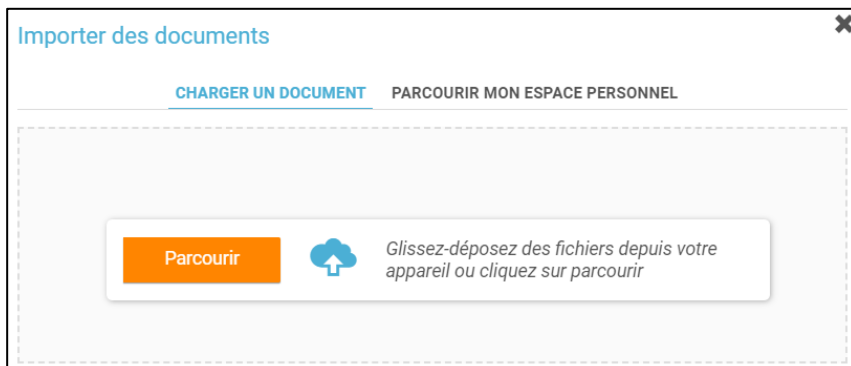 Importer des documents
CHARGER UN DOCUMENT PARCOURIR MON ESPACE PERSONNEL
Parcourir
Glissez-déposez des fichiers depuis votre
appareil ou cliquez sur parcourir